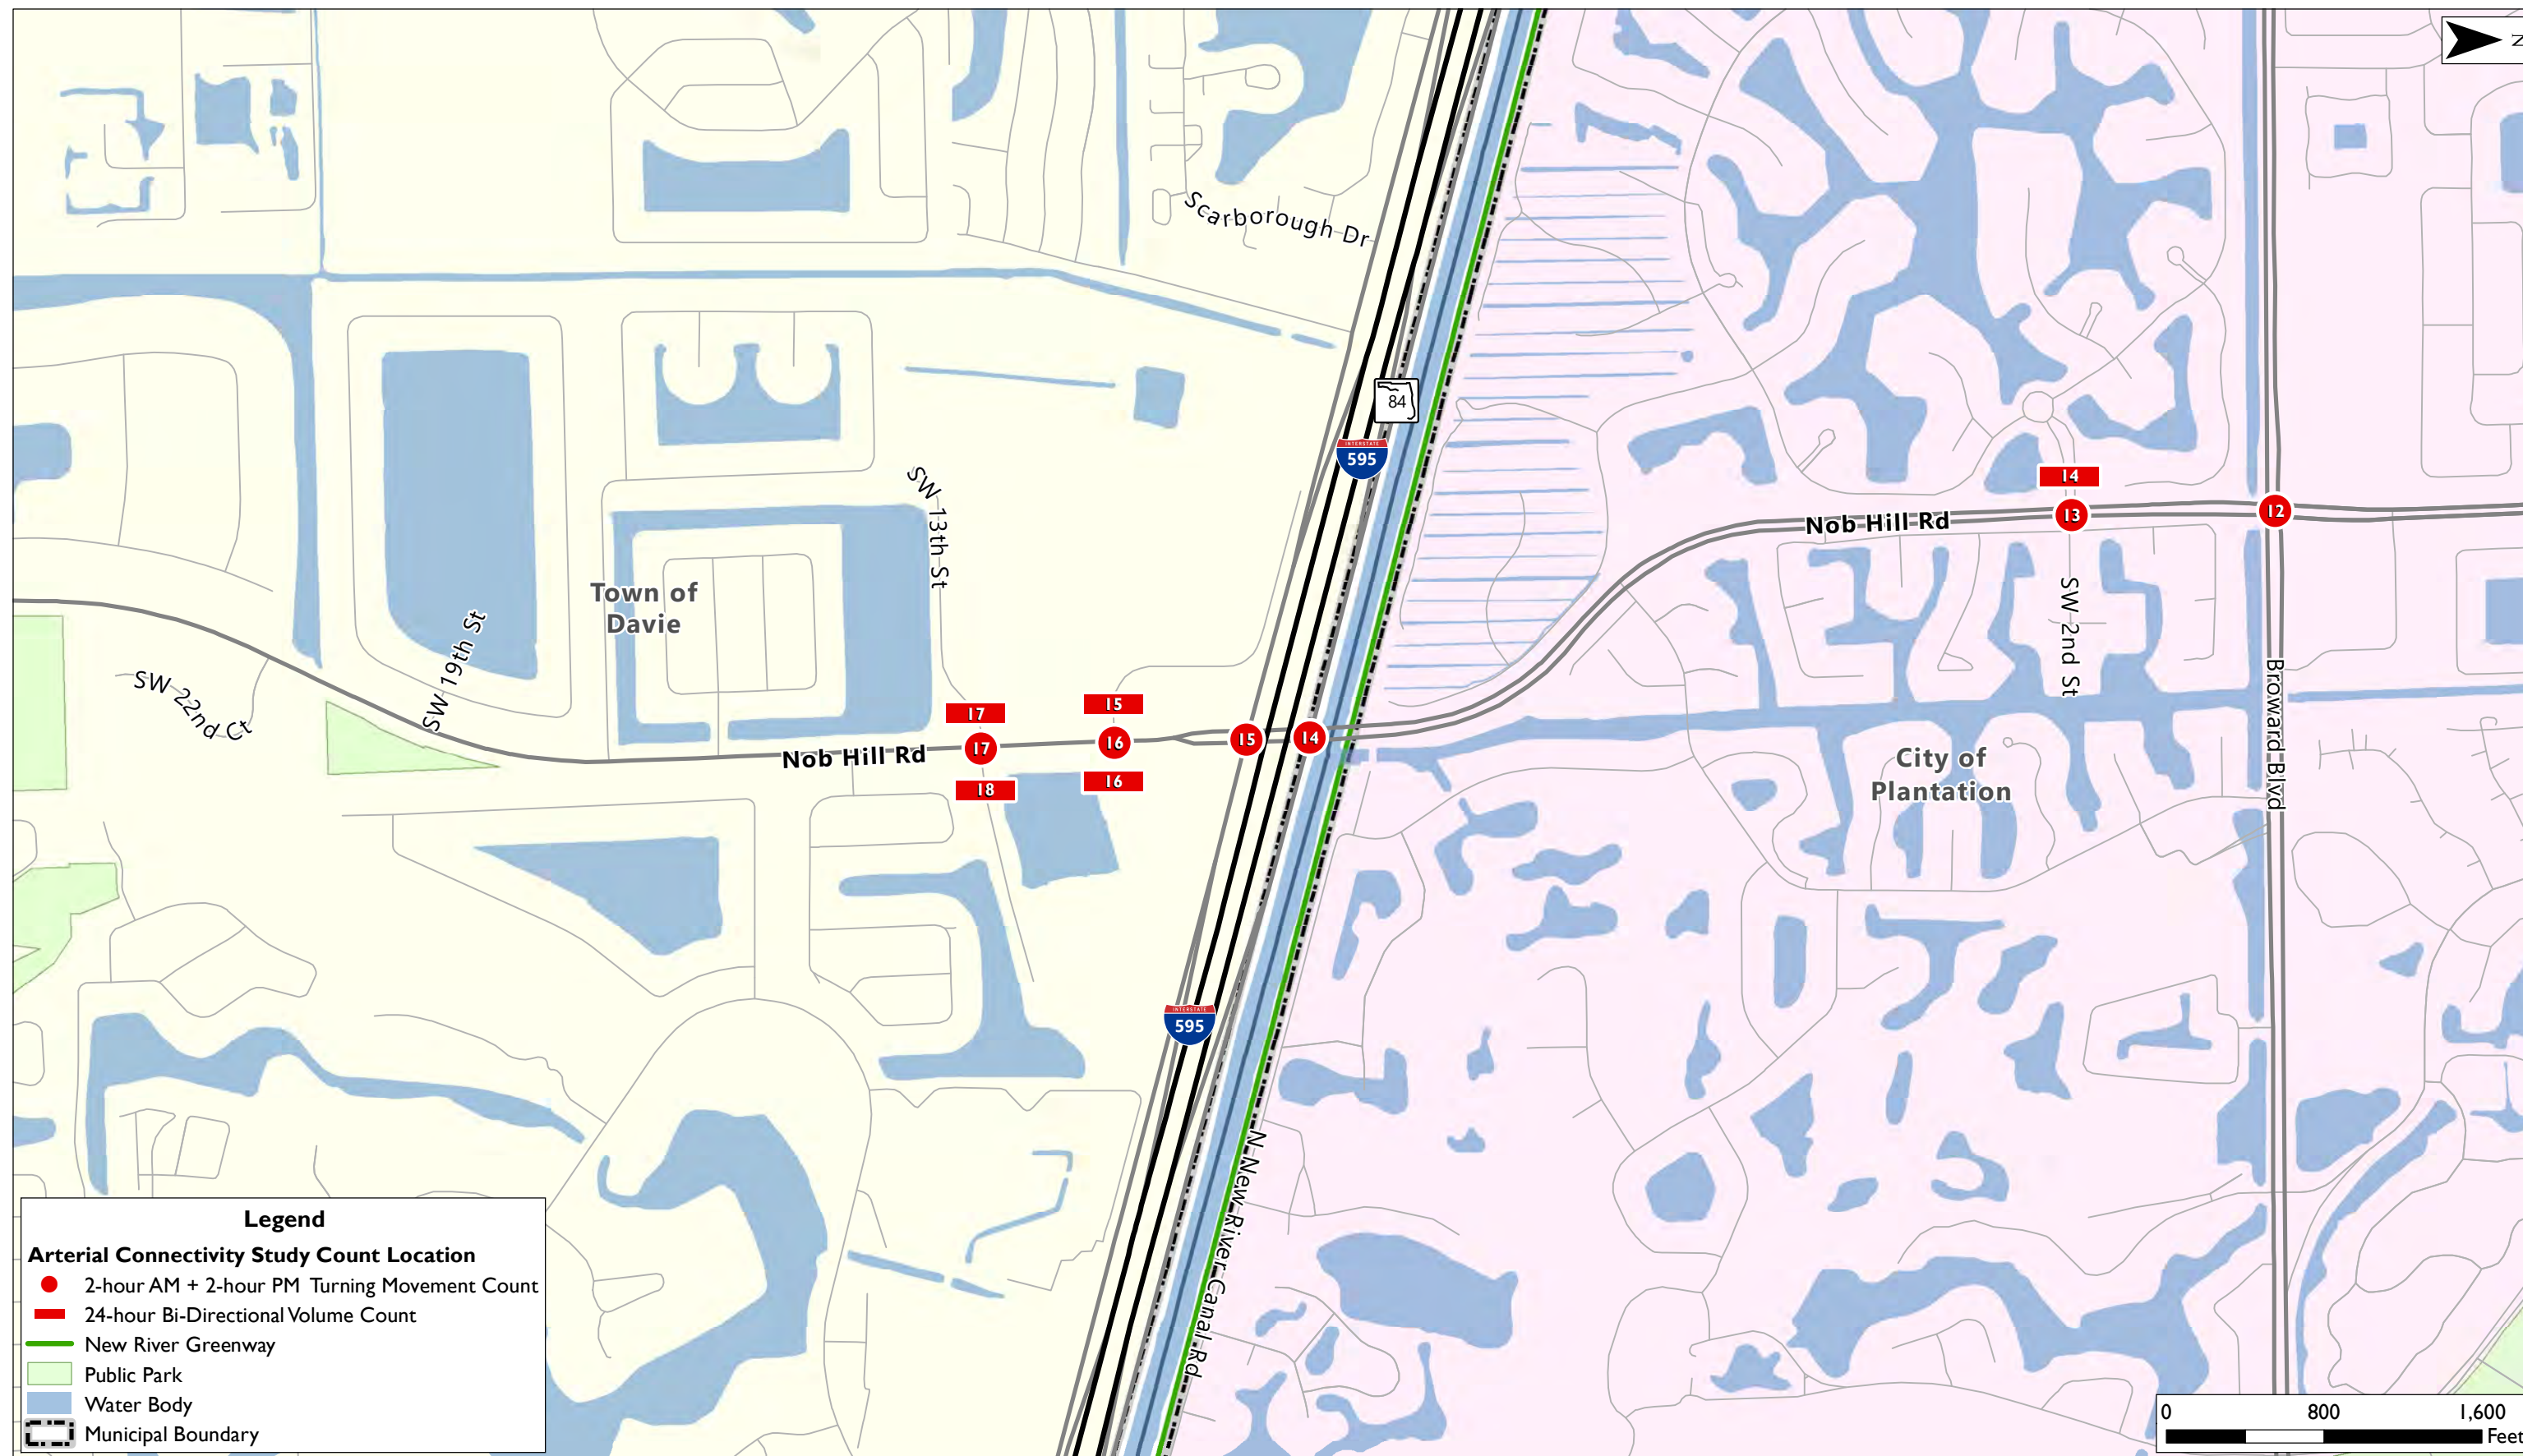 N
Scarborough Dr
84
INTERSTATE
595
14
13
12
Nob Hill Rd
SW 13th St
Town of
Davie
SW 19th St
SW 22nd Ct
SW 2nd St
Broward Blvd
17
15
17
16
15
14
Nob Hill Rd
18
16
City of
Plantation
INTERSTATE
595
N New River Canal Rd
Legend
Arterial Connectivity Study Count Location
2-hour AM + 2-hour PM Turning Movement Count
24-hour Bi-Directional Volume Count
New River Greenway
Public Park
Water Body
Municipal Boundary
0 800 1,600
Feet